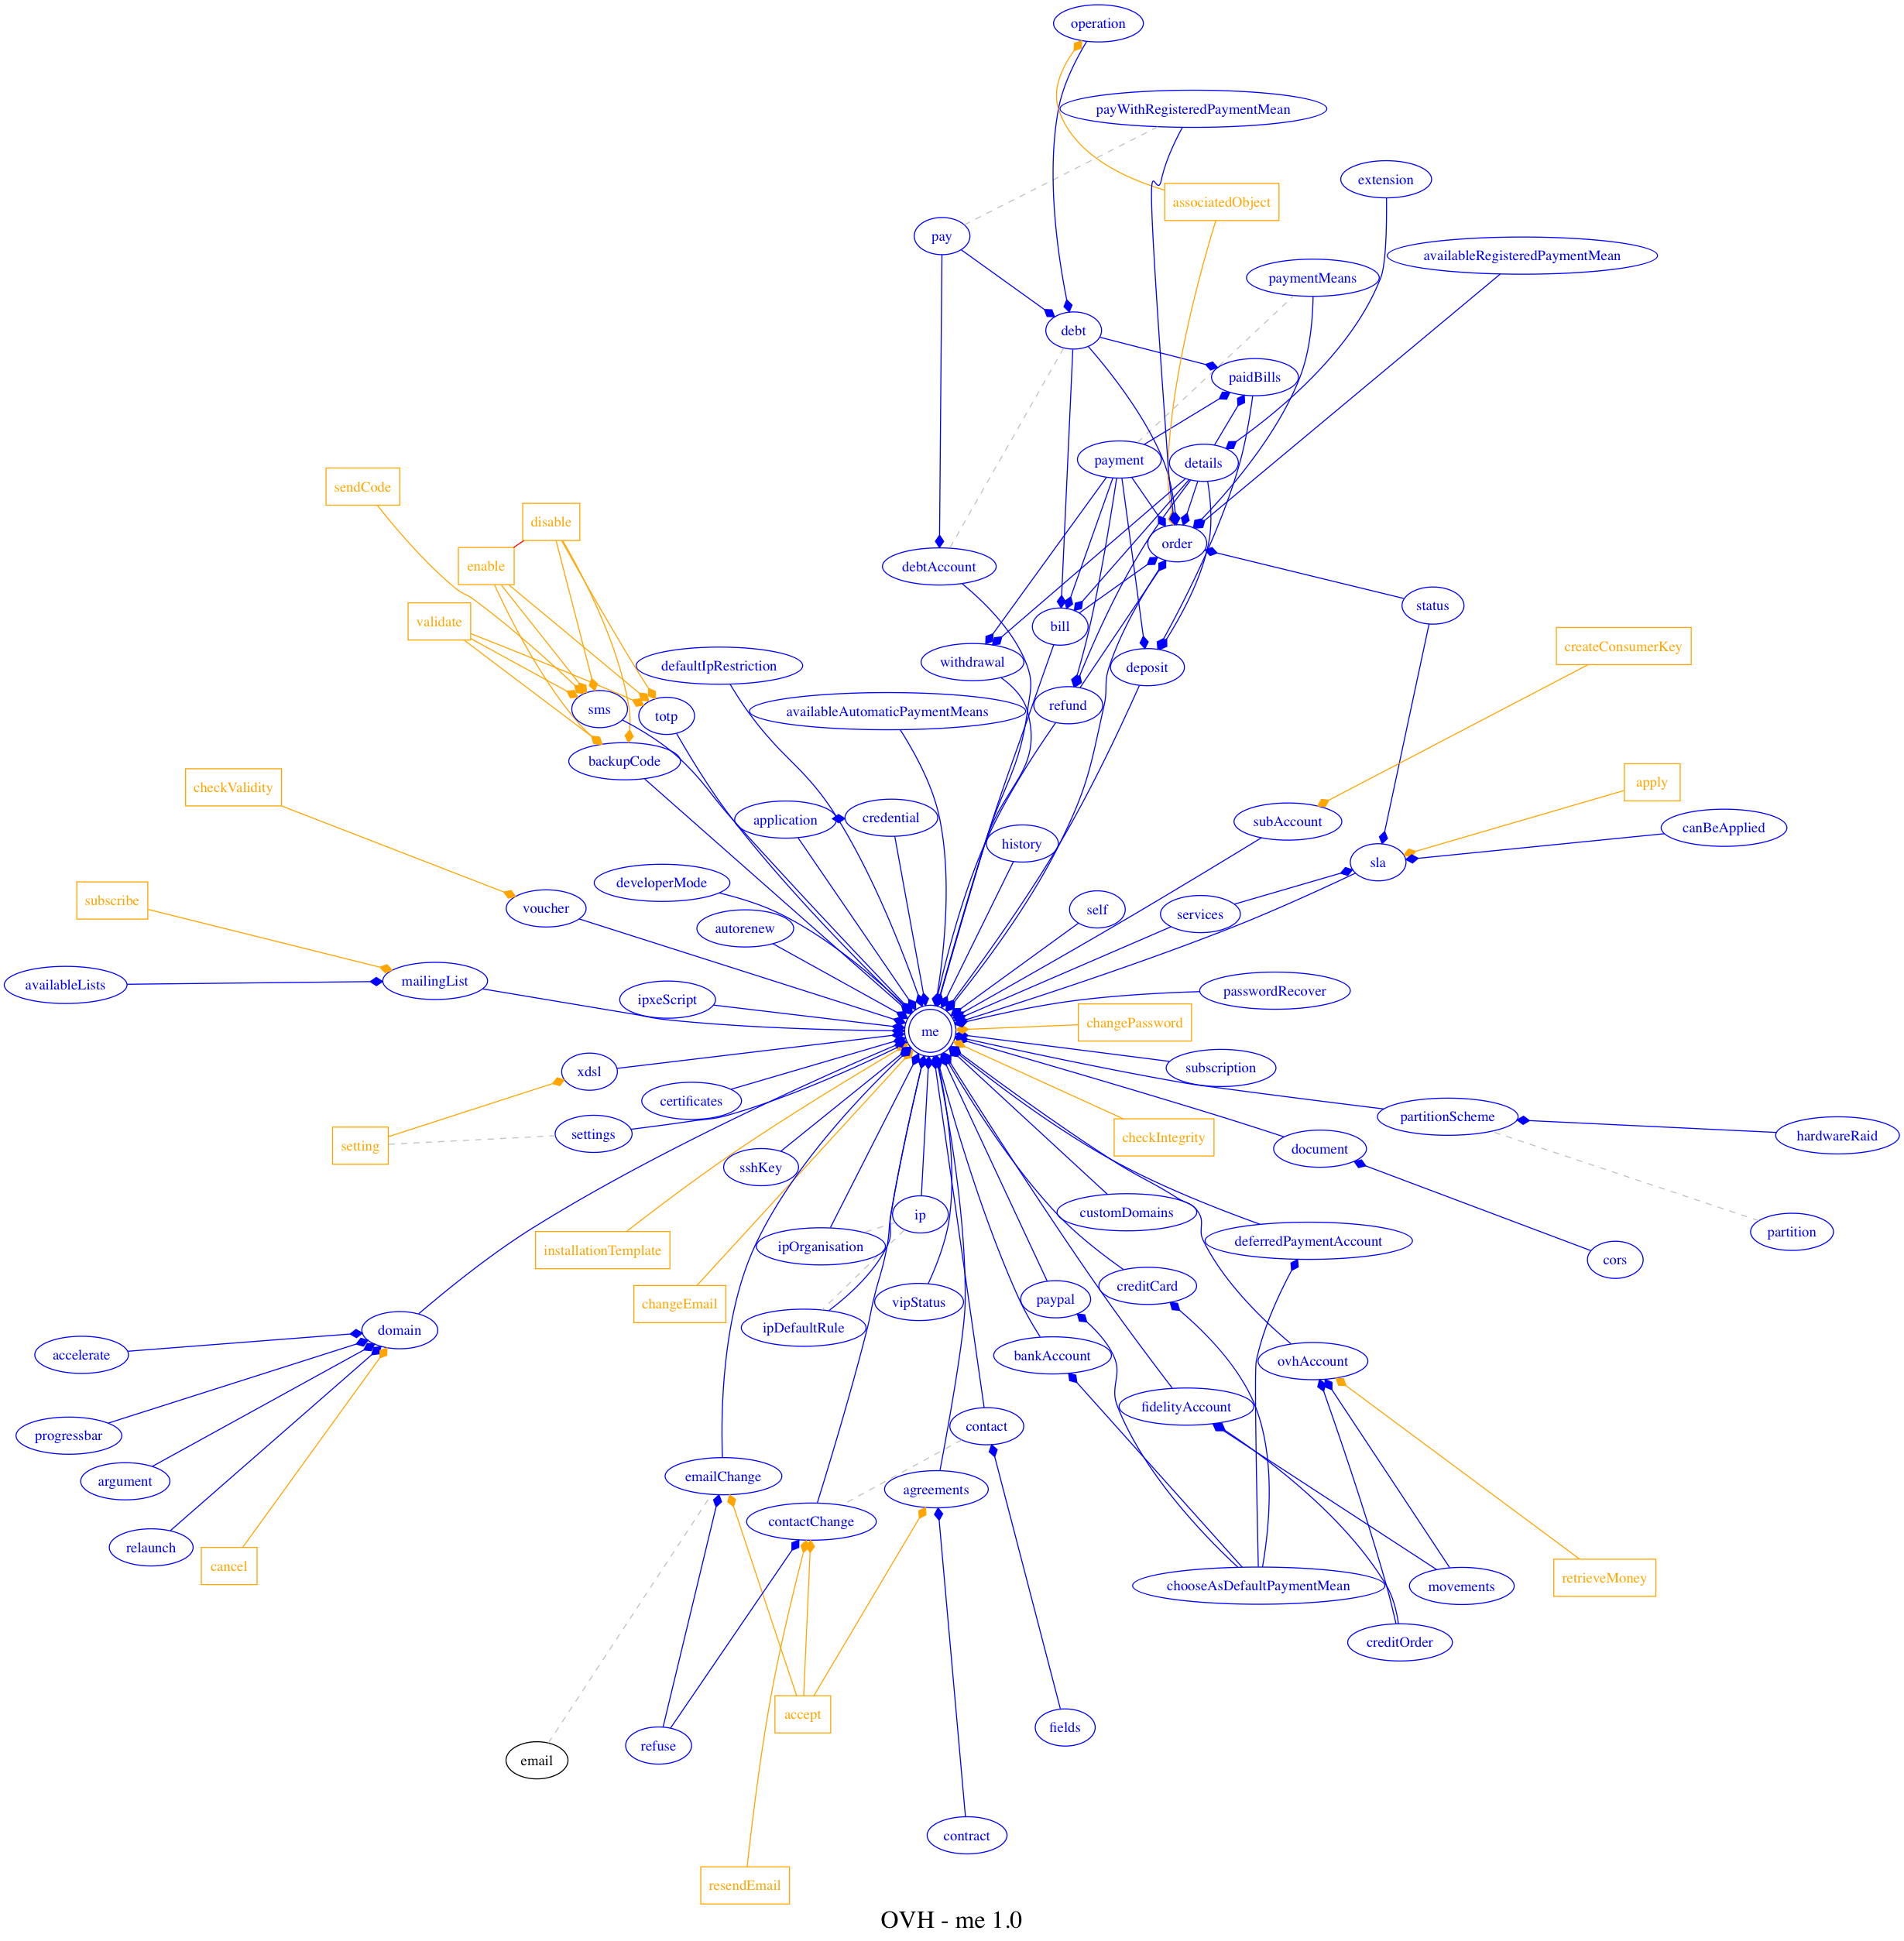 operation
payWithRegisteredPaymentMean
extension
associatedObject
pay
availableRegisteredPaymentMean
paymentMeans
debt
paidBills
payment
details
sendCode
disable
order
enable
debtAccount
status
validate
bill
createConsumerKey
withdrawal
defaultIpRestriction
deposit
refund
sms
availableAutomaticPaymentMeans
totp
backupCode
apply
checkValidity
credential
application
subAccount
canBeApplied
history
sla
developerMode
subscribe
voucher
self
services
autorenew
mailingList
availableLists
passwordRecover
ipxeScript
changePassword
me
subscription
xdsl
certificates
partitionScheme
settings
hardwareRaid
checkIntegrity
setting
document
sshKey
customDomains
ip
partition
deferredPaymentAccount
ipOrganisation
installationTemplate
cors
creditCard
paypal
vipStatus
changeEmail
ipDefaultRule
domain
accelerate
bankAccount
ovhAccount
fidelityAccount
contact
progressbar
emailChange
argument
agreements
contactChange
relaunch
cancel
retrieveMoney
chooseAsDefaultPaymentMean
movements
creditOrder
accept
fields
refuse
email
contract
resendEmail
OVH - me 1.0